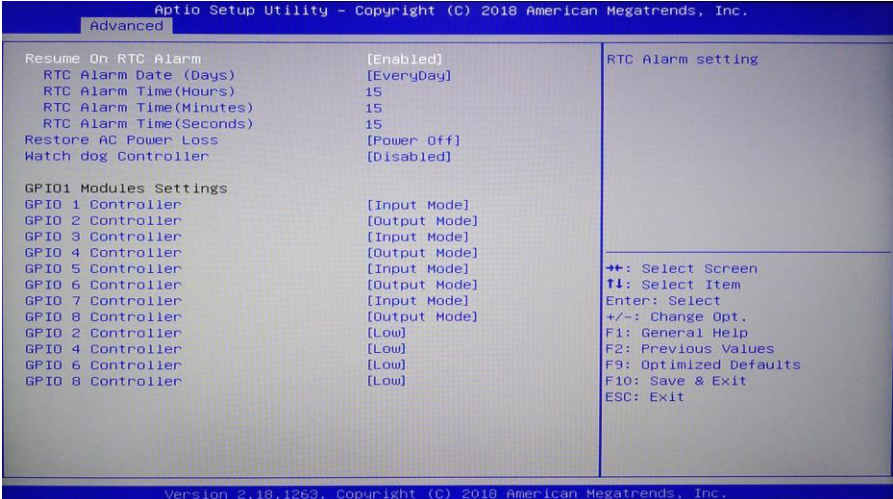 Aptio Setup Utility - Copyright (C) 2018 American Megatrends, Inc.
Advanced
Resume On RTC Alarm [Enabled]
RTC Alarm Date (Days) [EveryDay]
RTC Alarm Time(Hours) 15
RTC Alarm Time(Minutes) 15
RTC Alarm Time(Seconds) 15
Restore AC Power Loss [Power Off]
Watch dog Controller [Disabled]
GPIO1 Modules Settings
GPIO 1 Controller [Input Mode]
GPIO 2 Controller [Output Mode]
GPIO 3 Controller [Input Mode]
GPIO 4 Controller [Output Mode]
GPIO 5 Controller [Input Mode]
GPIO 6 Controller [Output Mode]
GPIO 7 Controller [Input Mode]
GPIO 8 Controller [Output Mode]
GPIO 2 Controller [Low]
GPIO 4 Controller [Low]
GPIO 6 Controller [Low]
GPIO 8 Controller [Low]
RTC Alarm setting
→←: Select Screen
↑↓: Select Item
Enter: Select
+/-: Change Opt.
F1: General Help
F2: Previous Values
F9: Optimized Defaults
F10: Save & Exit
ESC: Exit
Version 2.18.1263. Copyright (C) 2018 American Megatrends, Inc.